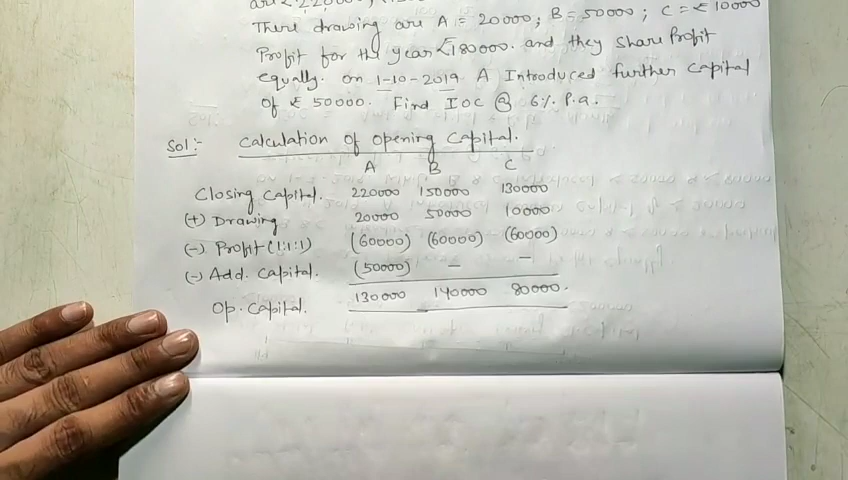 There drawing are A = 20000; B = 50000; C = ₹ 10000
Profit for the year ₹180000. and they share Profit
equally. on 1-10-2019 A Introduced further capital
of ₹ 50000. Find IOC @ 6% P.a.
Sol:- Calculation of opening Capital.
A B C
Closing Capital. 220000 150000 130000
(+) Drawing 20000 50000 10000
(-) Profit (1:1:1) (60000) (60000) (60000)
(-) Add. Capital. (50000) - -
Op. Capital. 130000 140000 80000.